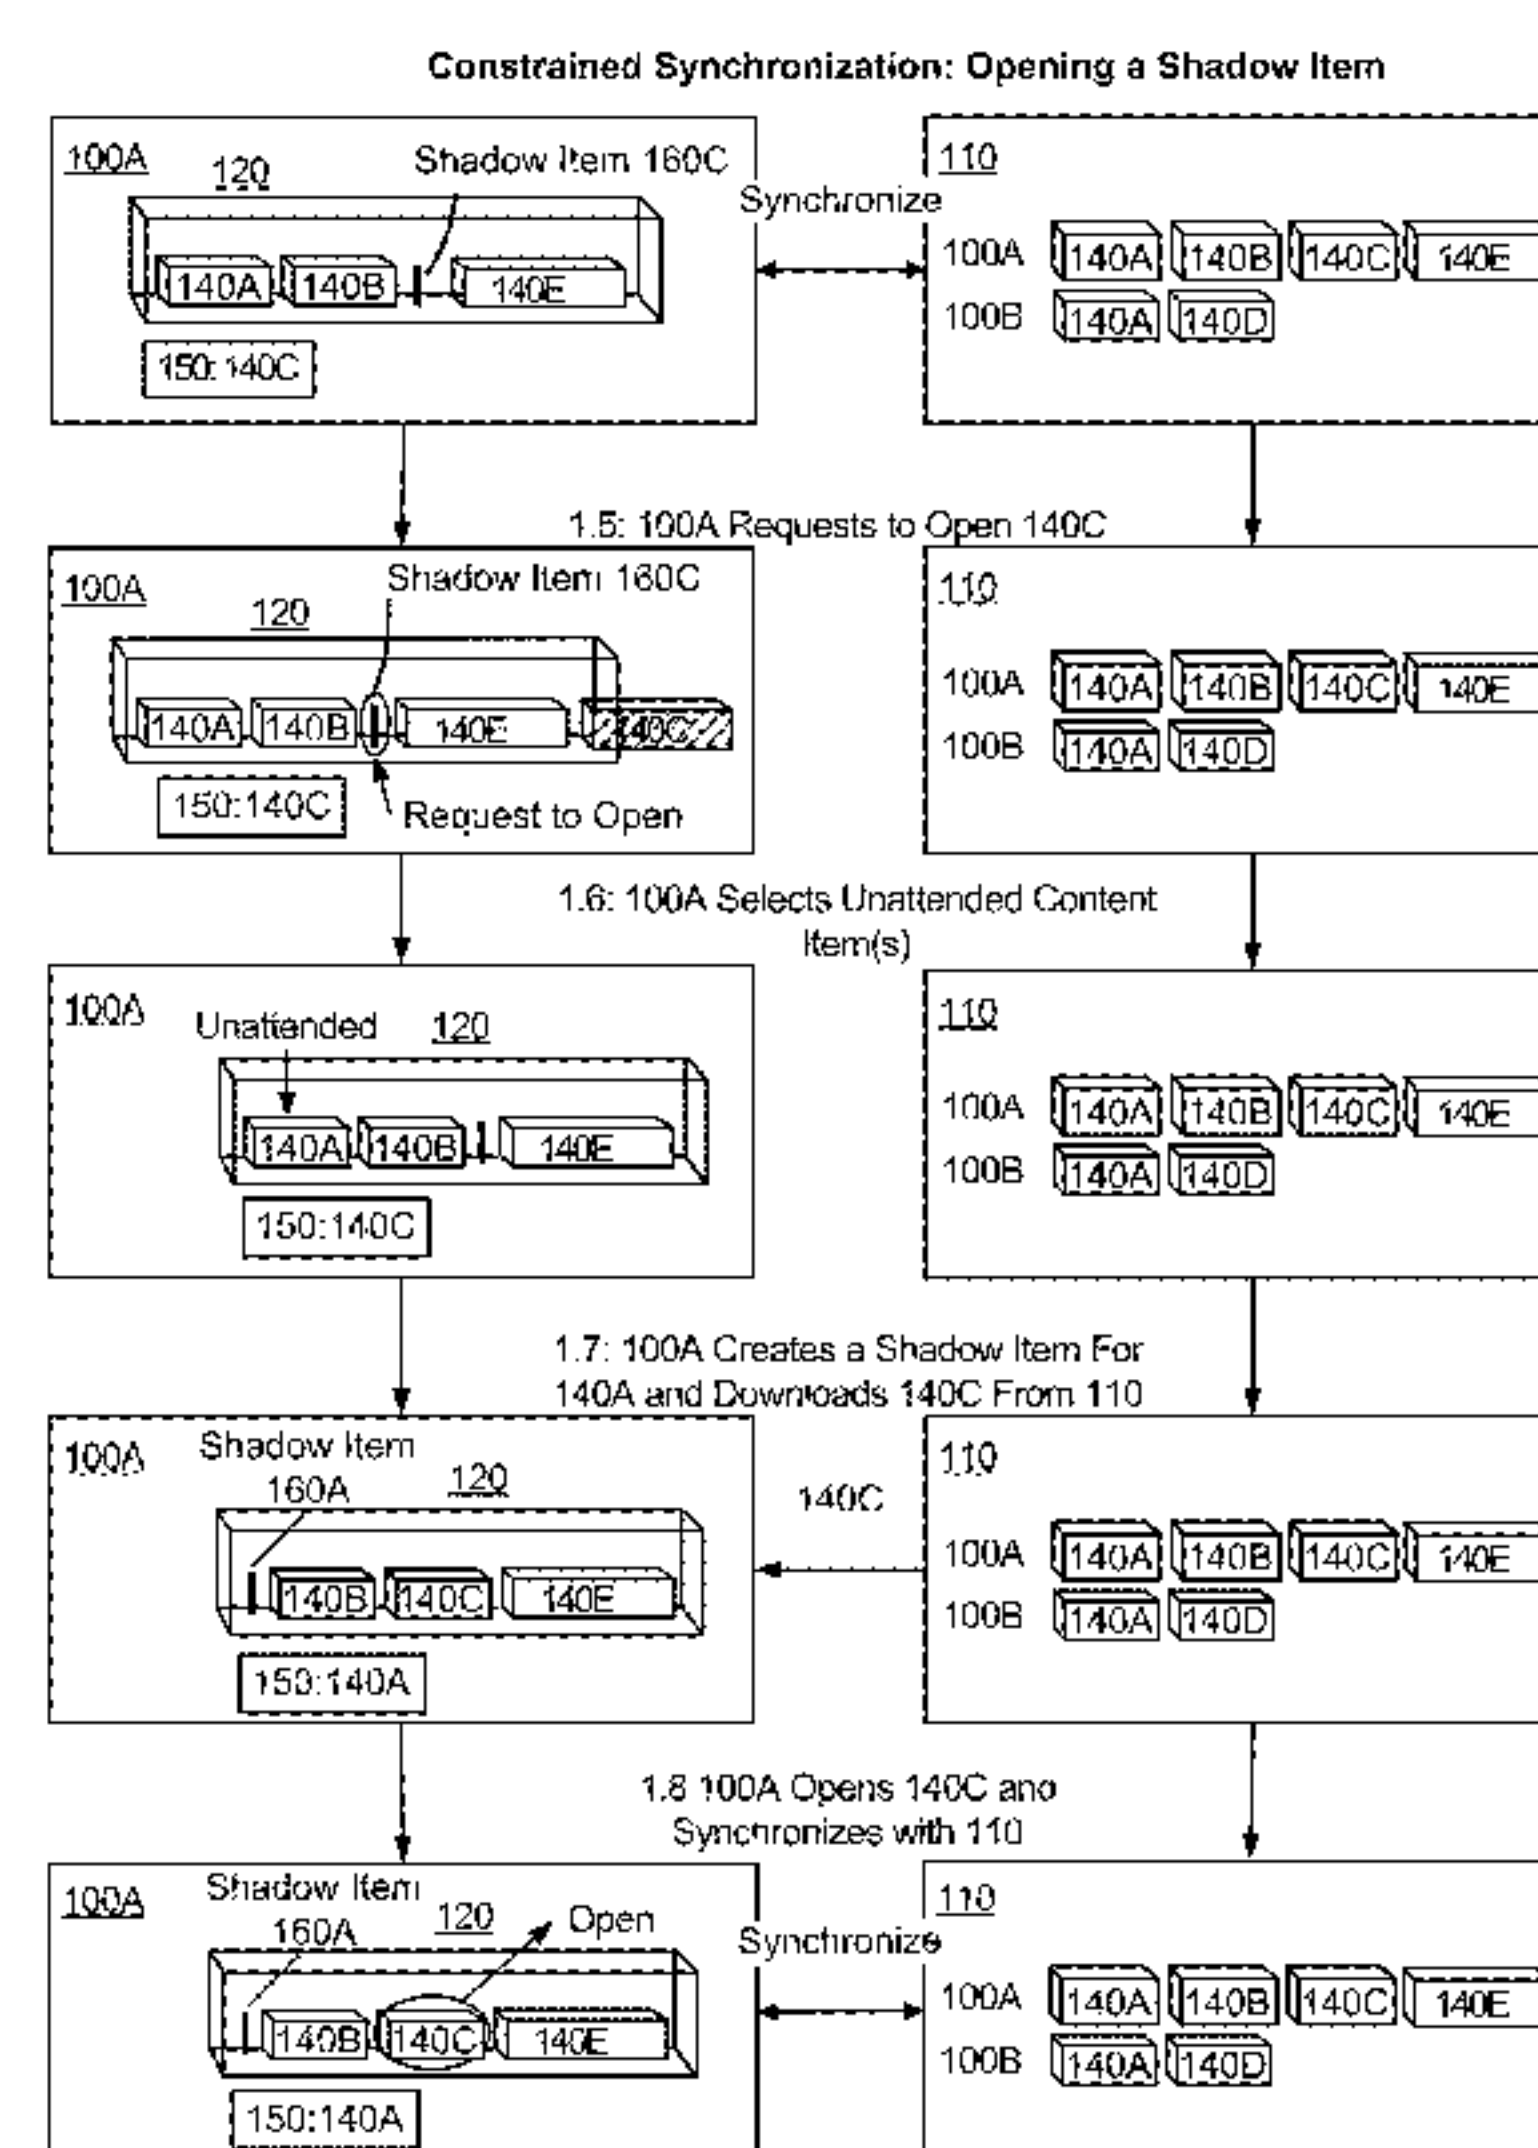 Constrained Synchronization: Opening a Shadow Item
100A
120
Shadow Item 160C
140A 140B 140E
150:140C
Synchronize
110
100A 140A 140B 140C 140E
100B 140A 140D
1.5: 100A Requests to Open 140C
100A
Shadow Item 160C
120
140A 140B 140E 140C
150:140C
Request to Open
110
100A 140A 140B 140C 140E
100B 140A 140D
1.6: 100A Selects Unattended Content
Item(s)
100A
Unattended
120
140A 140B 140E
150:140C
110
100A 140A 140B 140C 140E
100B 140A 140D
1.7: 100A Creates a Shadow Item For
140A and Downloads 140C From 110
100A
Shadow Item
160A
120
140B 140C 140E
150:140A
140C
110
100A 140A 140B 140C 140E
100B 140A 140D
1.8 100A Opens 140C and
Synchronizes with 110
100A
Shadow Item
160A
120
Open
140B 140C 140E
150:140A
Synchronize
110
100A 140A 140B 140C 140E
100B 140A 140D